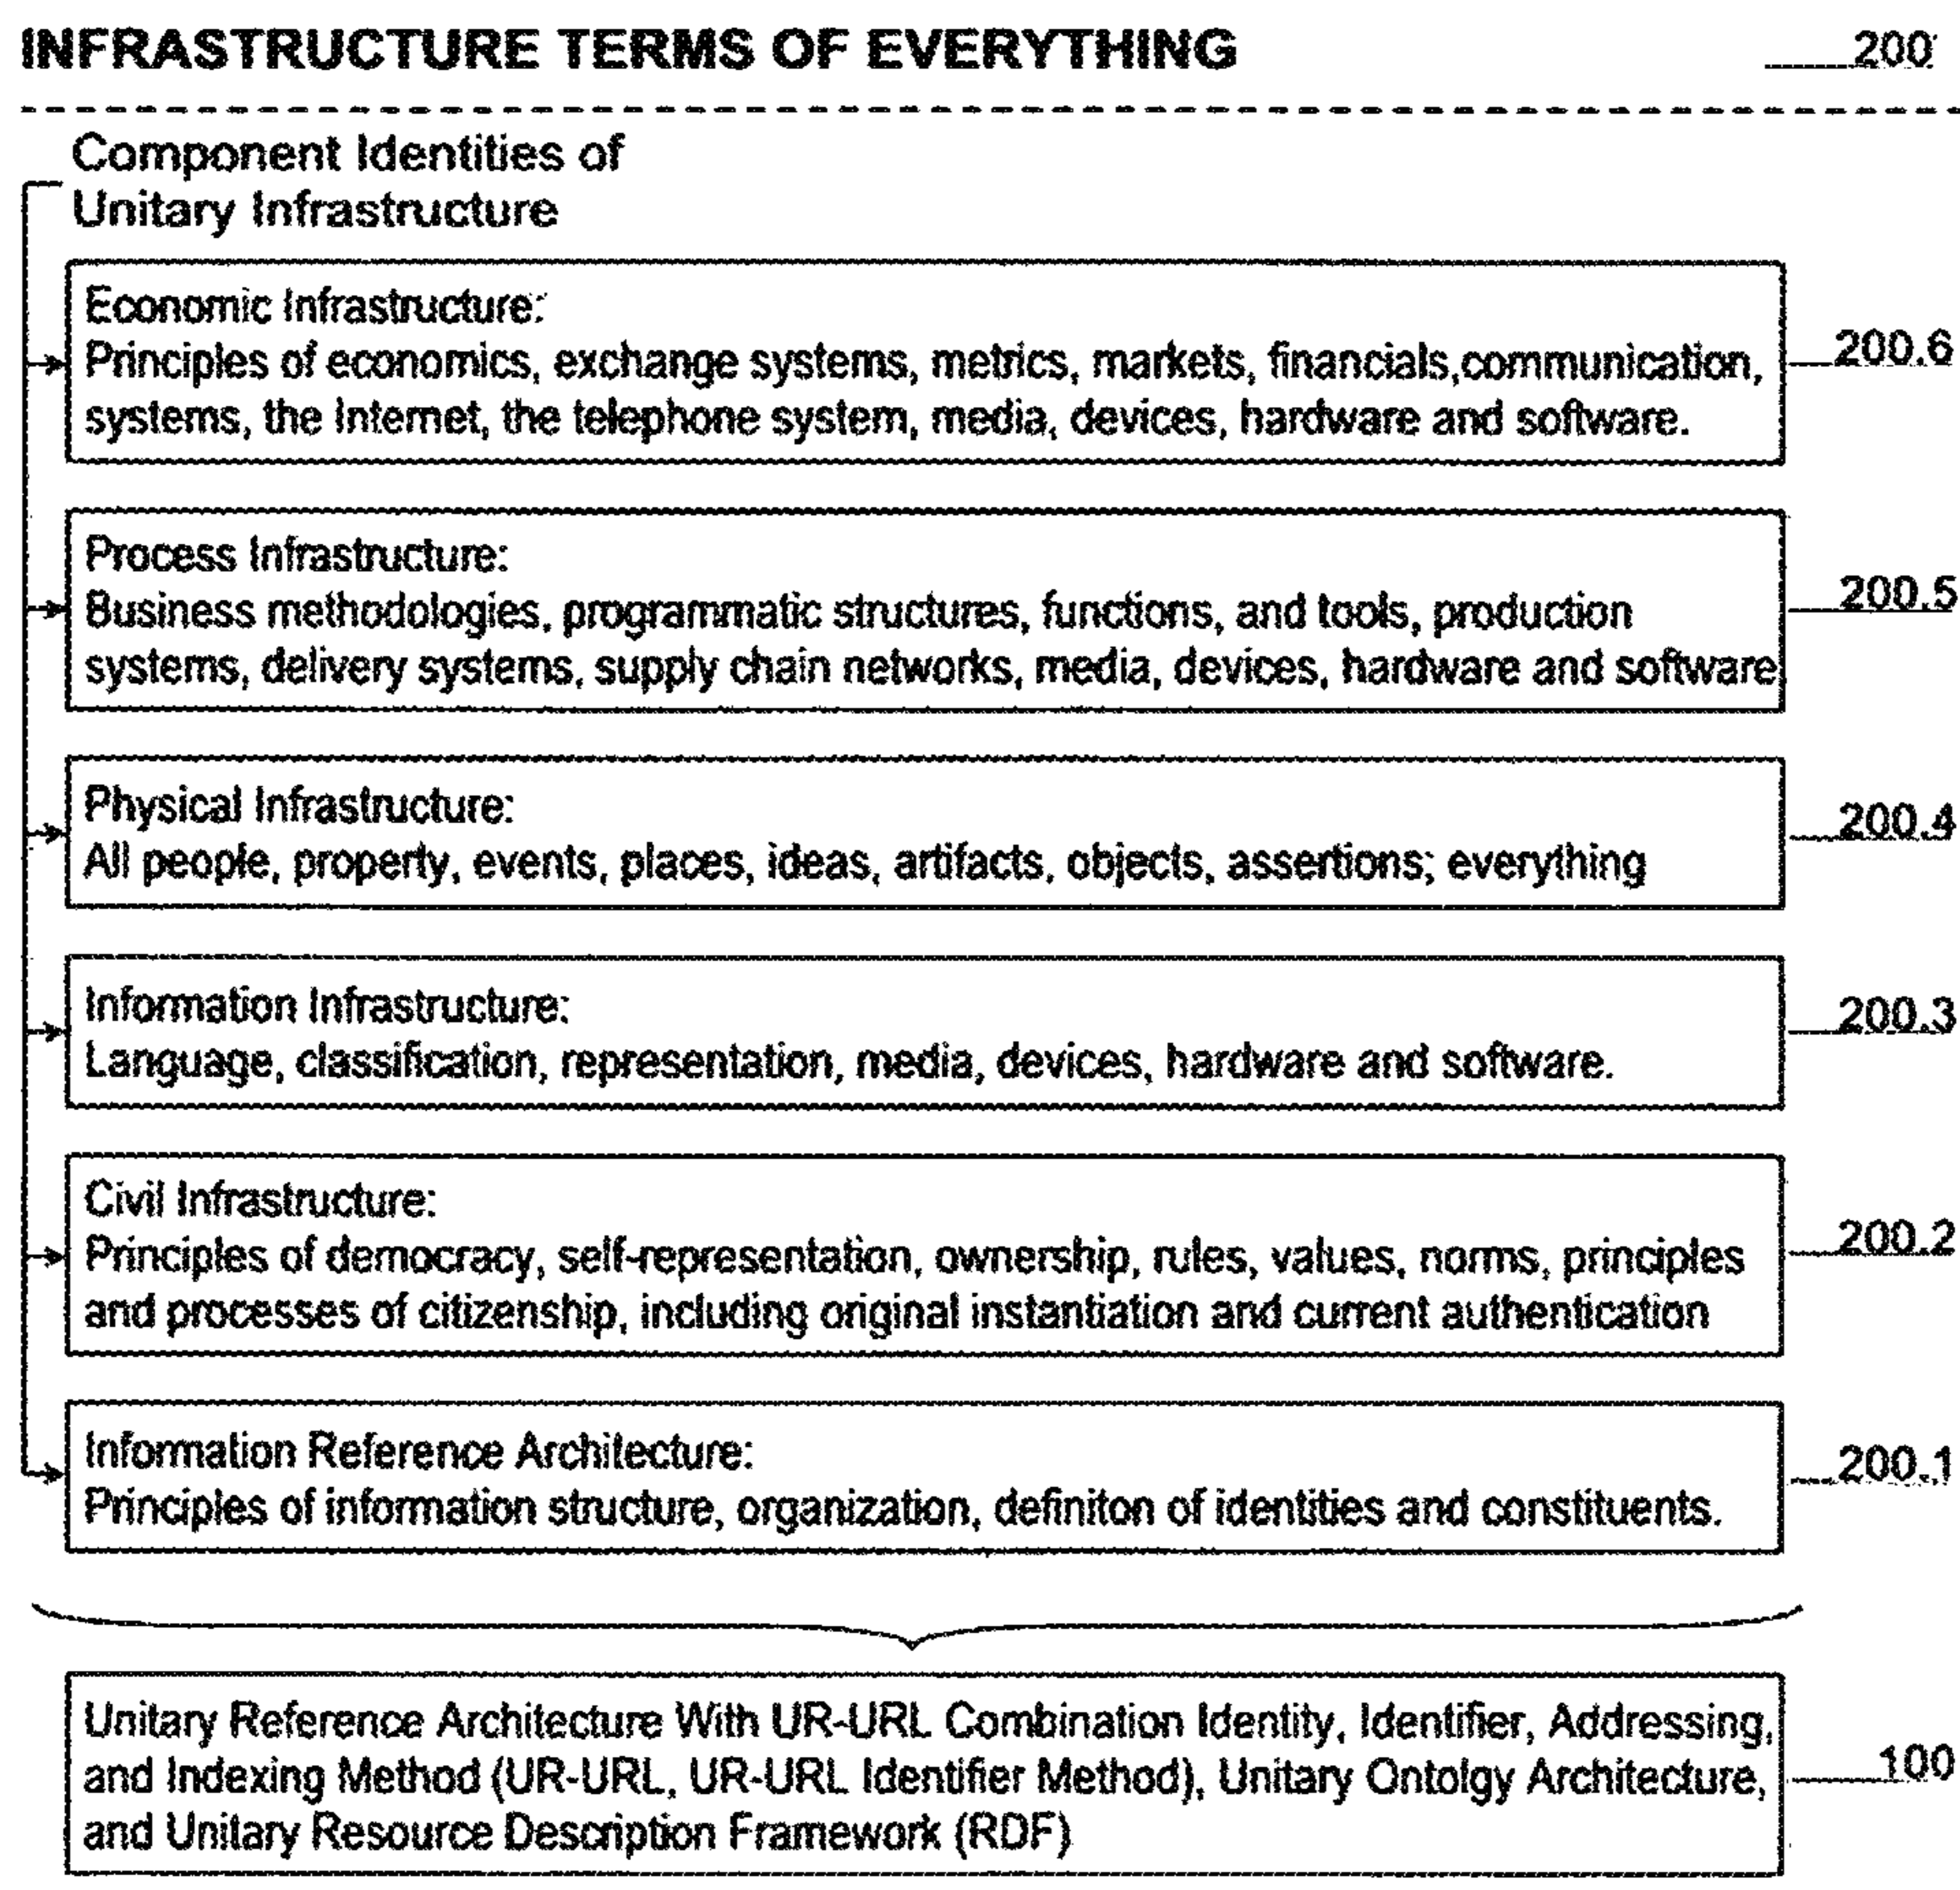 INFRASTRUCTURE TERMS OF EVERYTHING 200
Component Identities of
Unitary Infrastructure
Economic Infrastructure:
Principles of economics, exchange systems, metrics, markets, financials,communication,
systems, the Internet, the telephone system, media, devices, hardware and software.
200.6
Process Infrastructure:
Business methodologies, programmatic structures, functions, and tools, production
systems, delivery systems, supply chain networks, media, devices, hardware and software
200.5
Physical Infrastructure:
All people, property, events, places, ideas, artifacts, objects, assertions; everything
200.4
Information Infrastructure:
Language, classification, representation, media, devices, hardware and software.
200.3
Civil Infrastructure:
Principles of democracy, self-representation, ownership, rules, values, norms, principles
and processes of citizenship, including original instantiation and current authentication
200.2
Information Reference Architecture:
Principles of information structure, organization, definiton of identities and constituents.
200.1
Unitary Reference Architecture With UR-URL Combination Identity, Identifier, Addressing,
and Indexing Method (UR-URL, UR-URL Identifier Method), Unitary Ontolgy Architecture,
and Unitary Resource Description Framework (RDF)
100